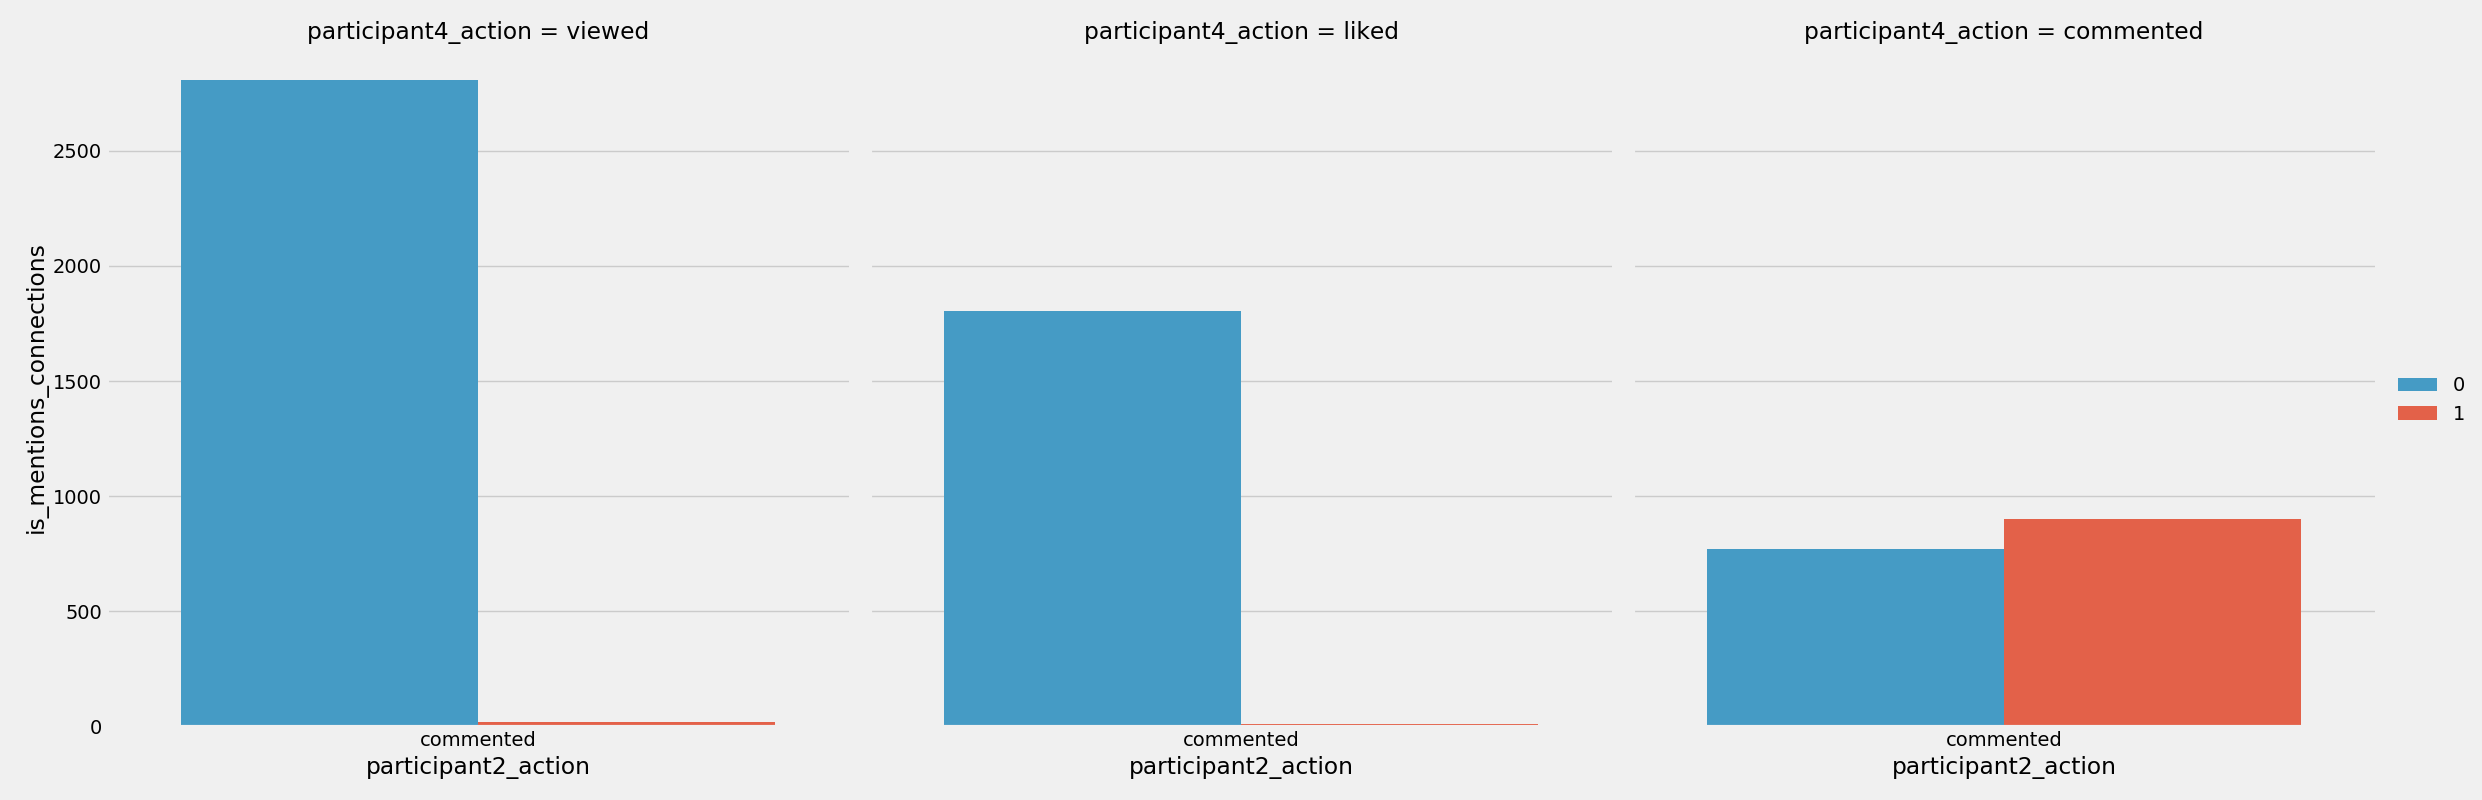 participant4_action = viewed
participant4_action = liked
participant4_action = commented
is_mentions_connections
2500
2000
1500
1000
500
0
commented
commented
commented
participant2_action
participant2_action
participant2_action
0
1